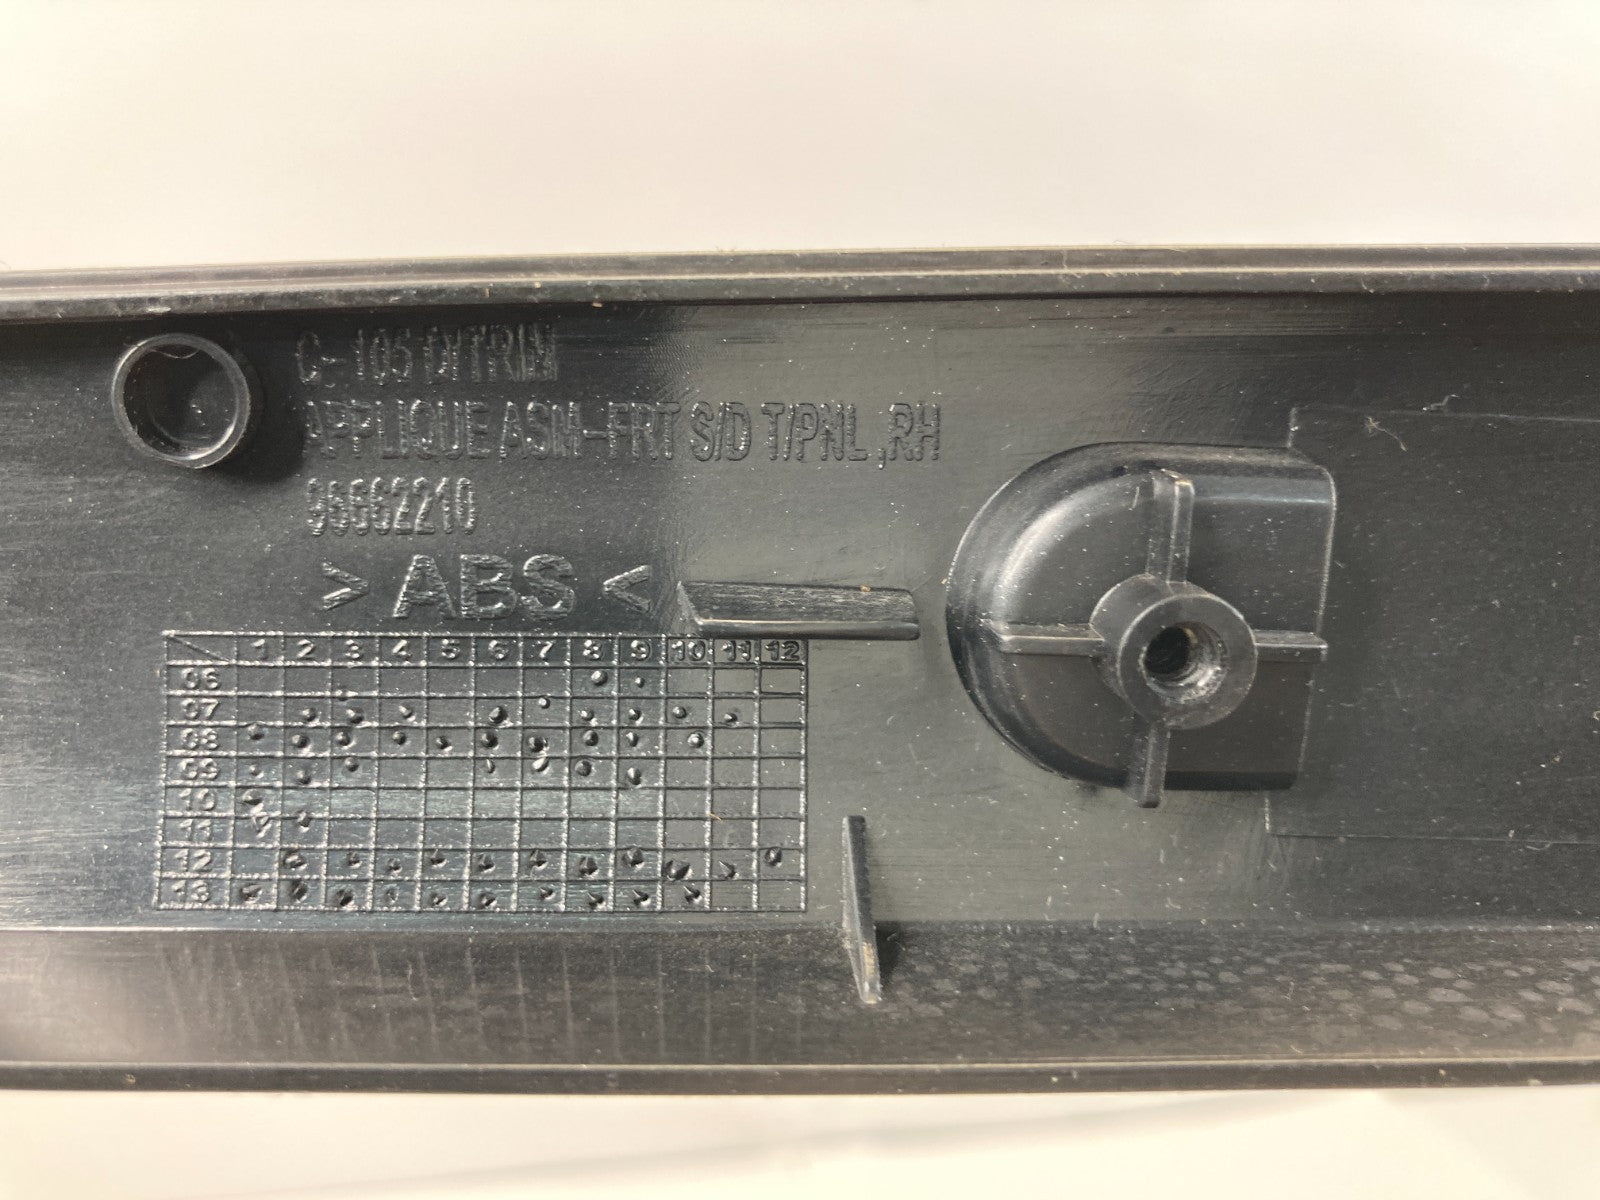 C-105 D/TRIM
APPLIQUE ASM-FRT S/D T/PNL ,RH
96662210
> ABS <
1 2 3 4 5 6 7 8 9 10 11 12
06
07
08
09
10
11
12
13